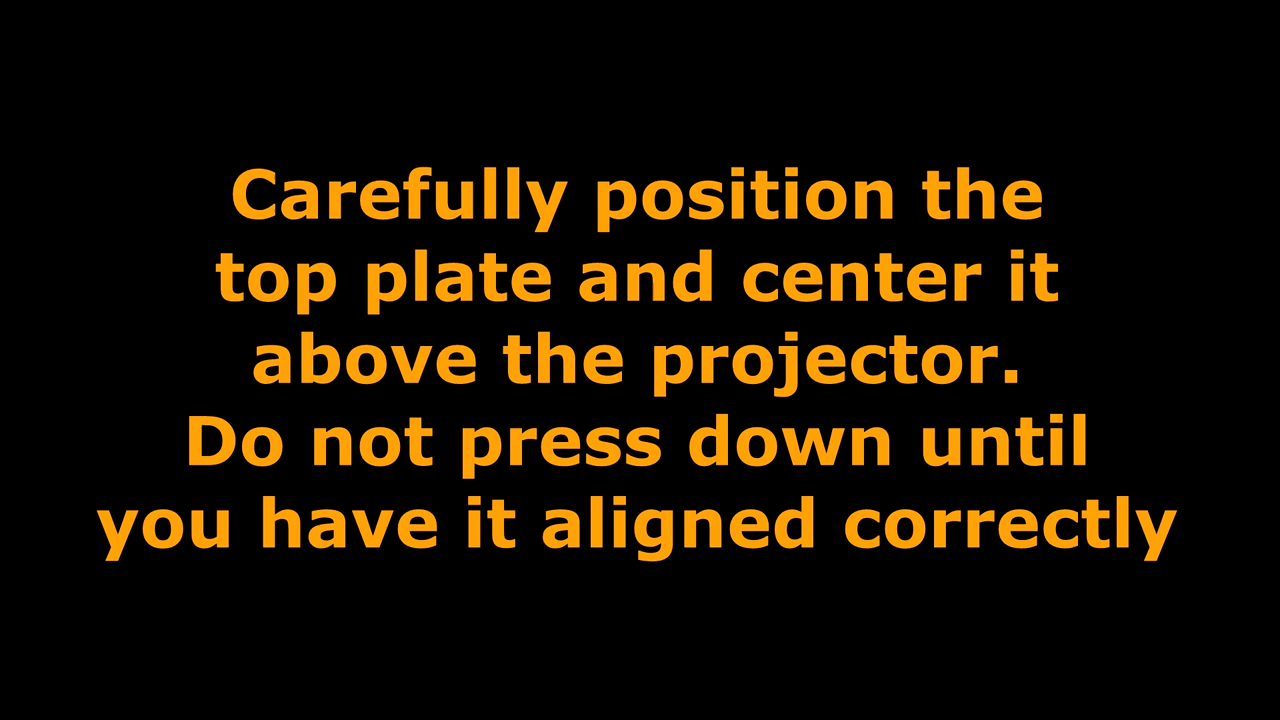 Carefully position the
top plate and center it
above the projector.
Do not press down until
you have it aligned correctly